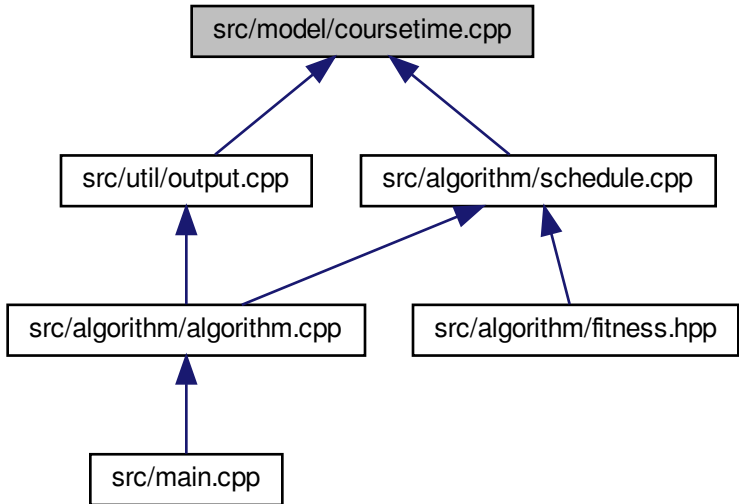 src/model/coursetime.cpp
src/util/output.cpp
src/algorithm/schedule.cpp
src/algorithm/algorithm.cpp
src/algorithm/fitness.hpp
src/main.cpp